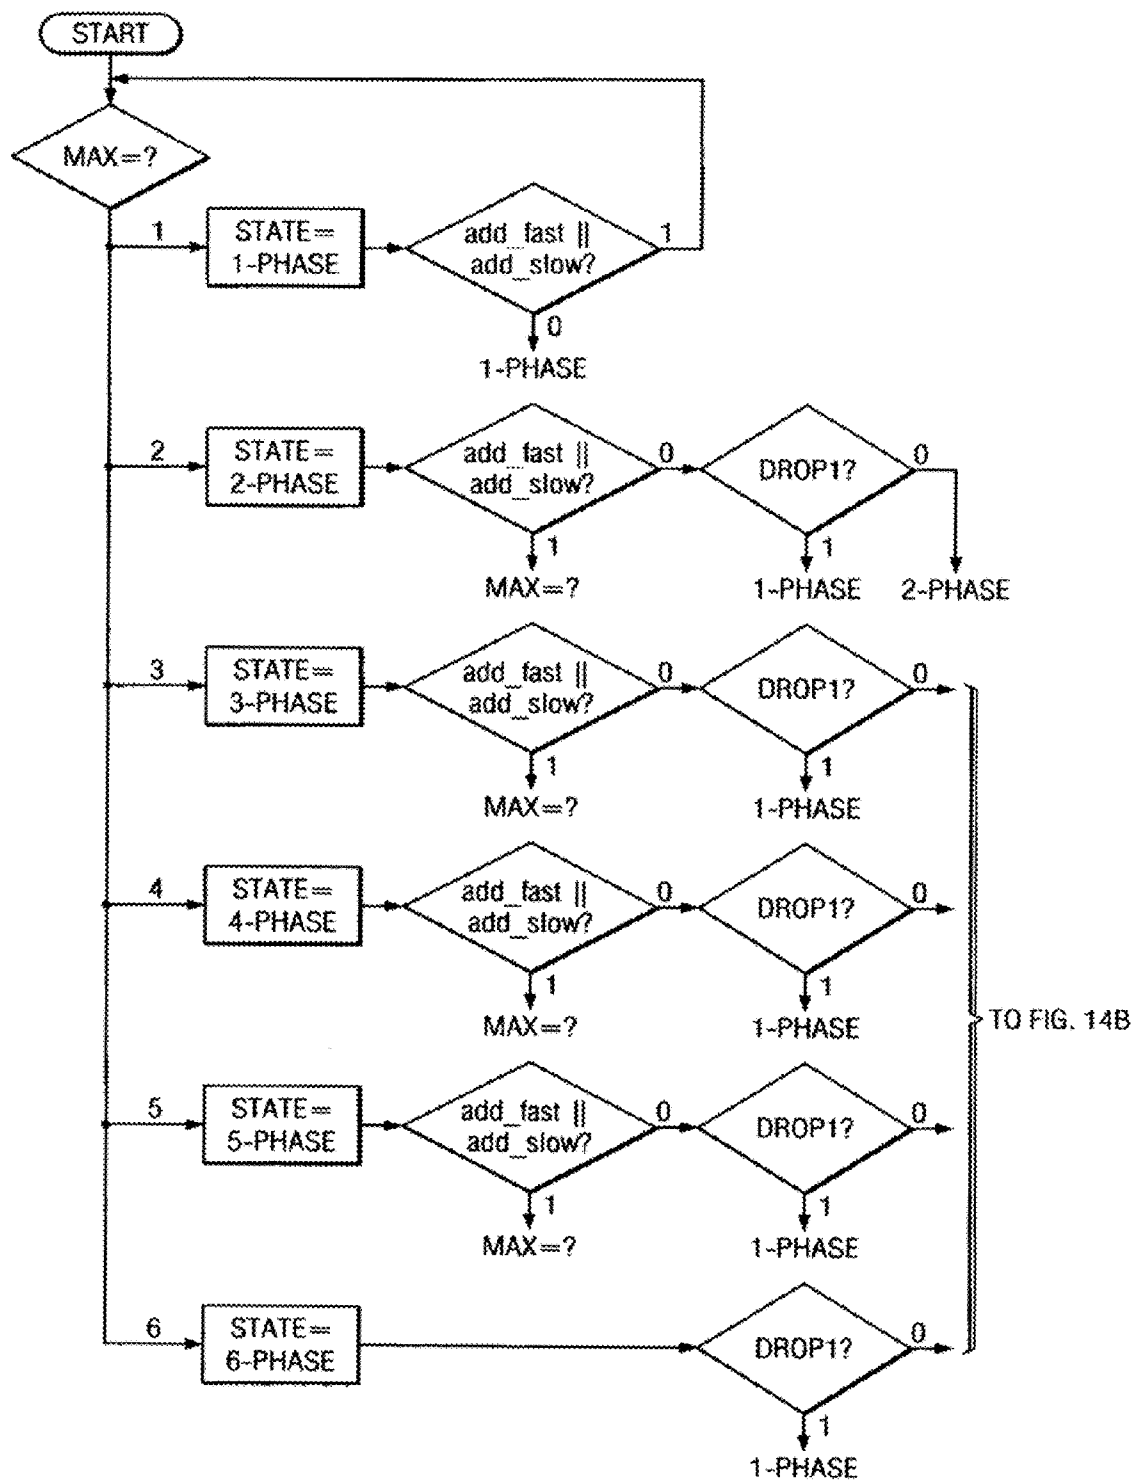 START
MAX=?
1
STATE=
1-PHASE
add_fast ||
add_slow?
1
0
1-PHASE
2
STATE=
2-PHASE
add_fast ||
add_slow?
0
DROP1?
0
1
MAX=?
1
1-PHASE
2-PHASE
3
STATE=
3-PHASE
add_fast ||
add_slow?
0
DROP1?
0
1
MAX=?
1
1-PHASE
4
STATE=
4-PHASE
add_fast ||
add_slow?
0
DROP1?
0
1
MAX=?
1
1-PHASE
TO FIG. 14B
5
STATE=
5-PHASE
add_fast ||
add_slow?
0
DROP1?
0
1
MAX=?
1
1-PHASE
6
STATE=
6-PHASE
DROP1?
0
1
1-PHASE